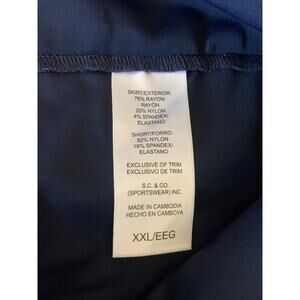 SKIRT/EXTERIOR:
76% RAYON/
RAYON
20% NYLON
4% SPANDEX/
ELASTANO
SHORT/FORRO:
82% NYLON
18% SPANDEX/
ELASTANO
EXCLUSIVE OF TRIM
EXCLUSIVO DE TRIM
S.C. & CO.
(SPORTSWEAR) INC
MADE IN CAMBODIA
HECHO EN CAMBOYA
XXL/EEG